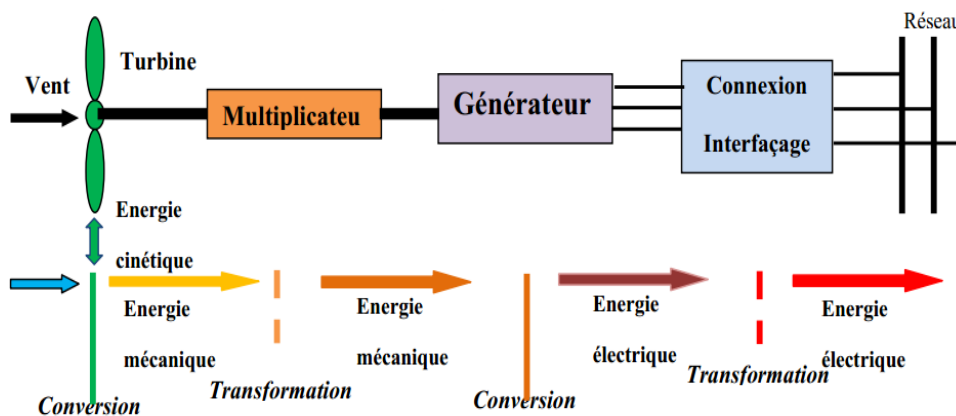 Réseau
Turbine
Vent
Multiplicateu
Générateur
Connexion
Interfaçage
Energie
cinétique
Energie
mécanique
Energie
mécanique
Energie
électrique
Energie
électrique
Conversion
Transformation
Conversion
Transformation